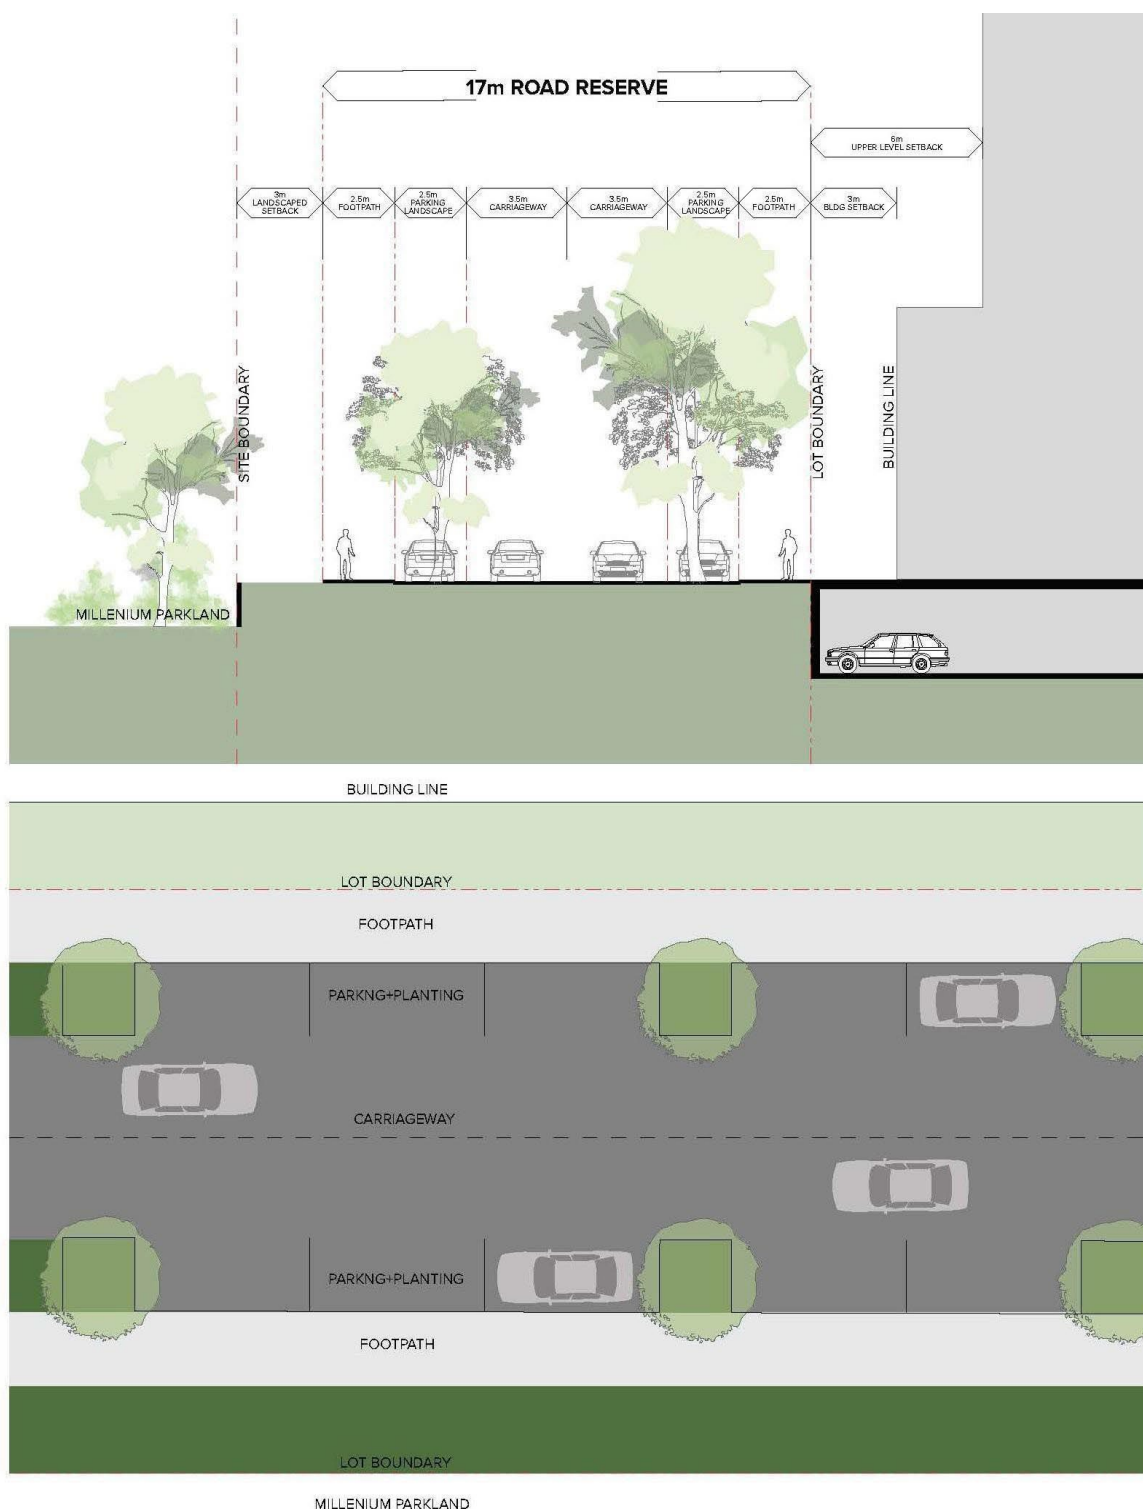 17m ROAD RESERVE
6m
UPPER LEVEL SETBACK
3m
LANDSCAPED
SETBACK
2.5m
FOOTPATH
2.5m
PARKING
LANDSCAPE
3.5m
CARRIAGEWAY
3.5m
CARRIAGEWAY
2.5m
PARKING
LANDSCAPE
2.5m
FOOTPATH
3m
BLDG SETBACK
SITE BOUNDARY
LOT BOUNDARY
BUILDING LINE
MILLENIUM PARKLAND
BUILDING LINE
LOT BOUNDARY
FOOTPATH
PARKNG+PLANTING
CARRIAGEWAY
PARKNG+PLANTING
FOOTPATH
LOT BOUNDARY
MILLENIUM PARKLAND